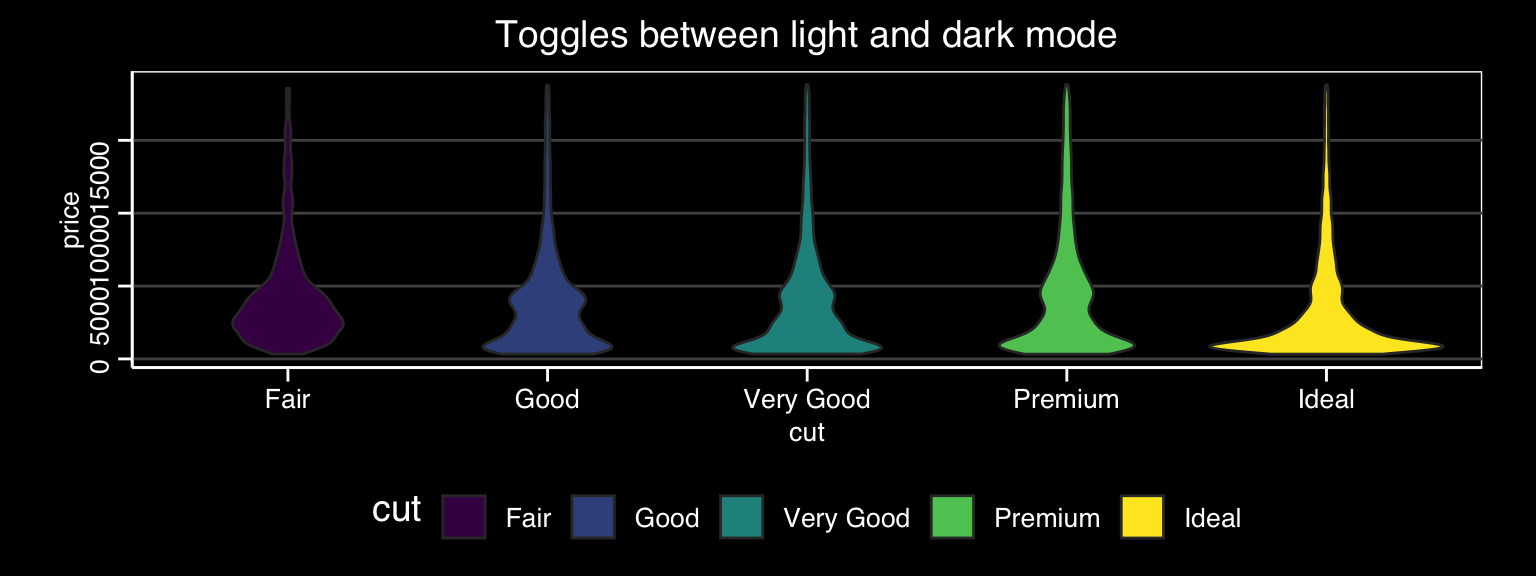 Toggles between light and dark mode
price
15000
10000
5000
0
Fair Good Very Good Premium Ideal
cut
cut Fair Good Very Good Premium Ideal